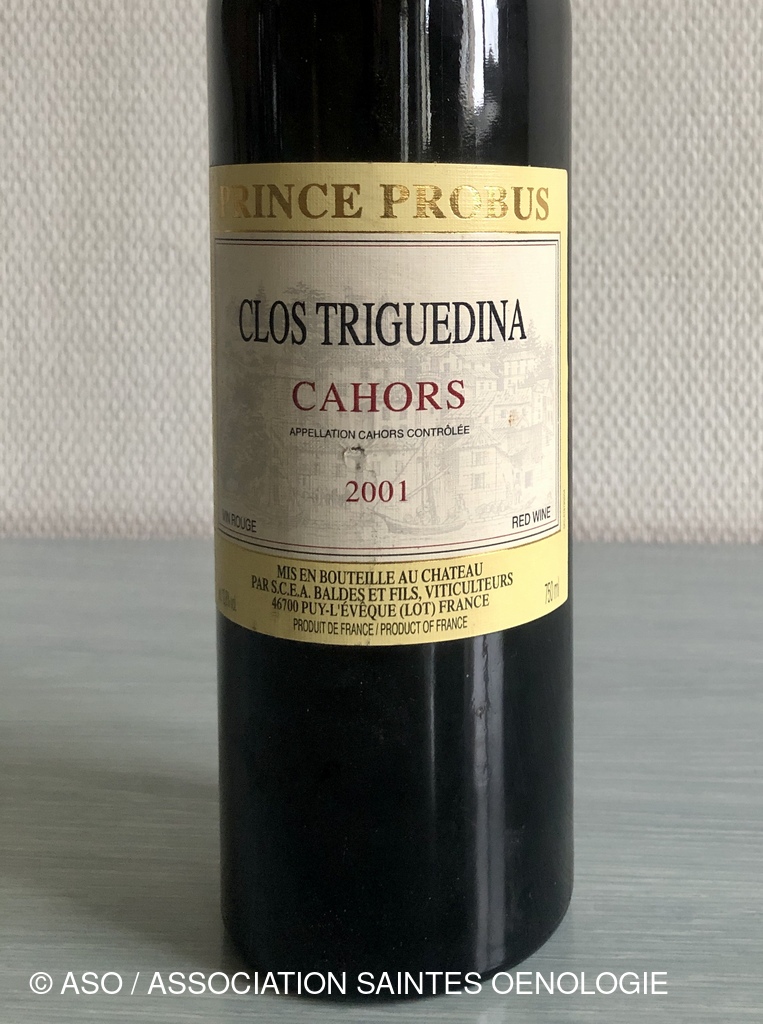 PRINCE PROBUS
CLOS TRIGUEDINA
CAHORS
APPELLATION CAHORS CONTRÔLÉE
2001
VIN ROUGE
RED WINE
MIS EN BOUTEILLE AU CHATEAU
PAR S.C.E.A. BALDES ET FILS, VITICULTEURS
46700 PUY-L'ÉVÊQUE (LOT) FRANCE
750 ml
PRODUIT DE FRANCE / PRODUCT OF FRANCE
© ASO / ASSOCIATION SAINTES OENOLOGIE